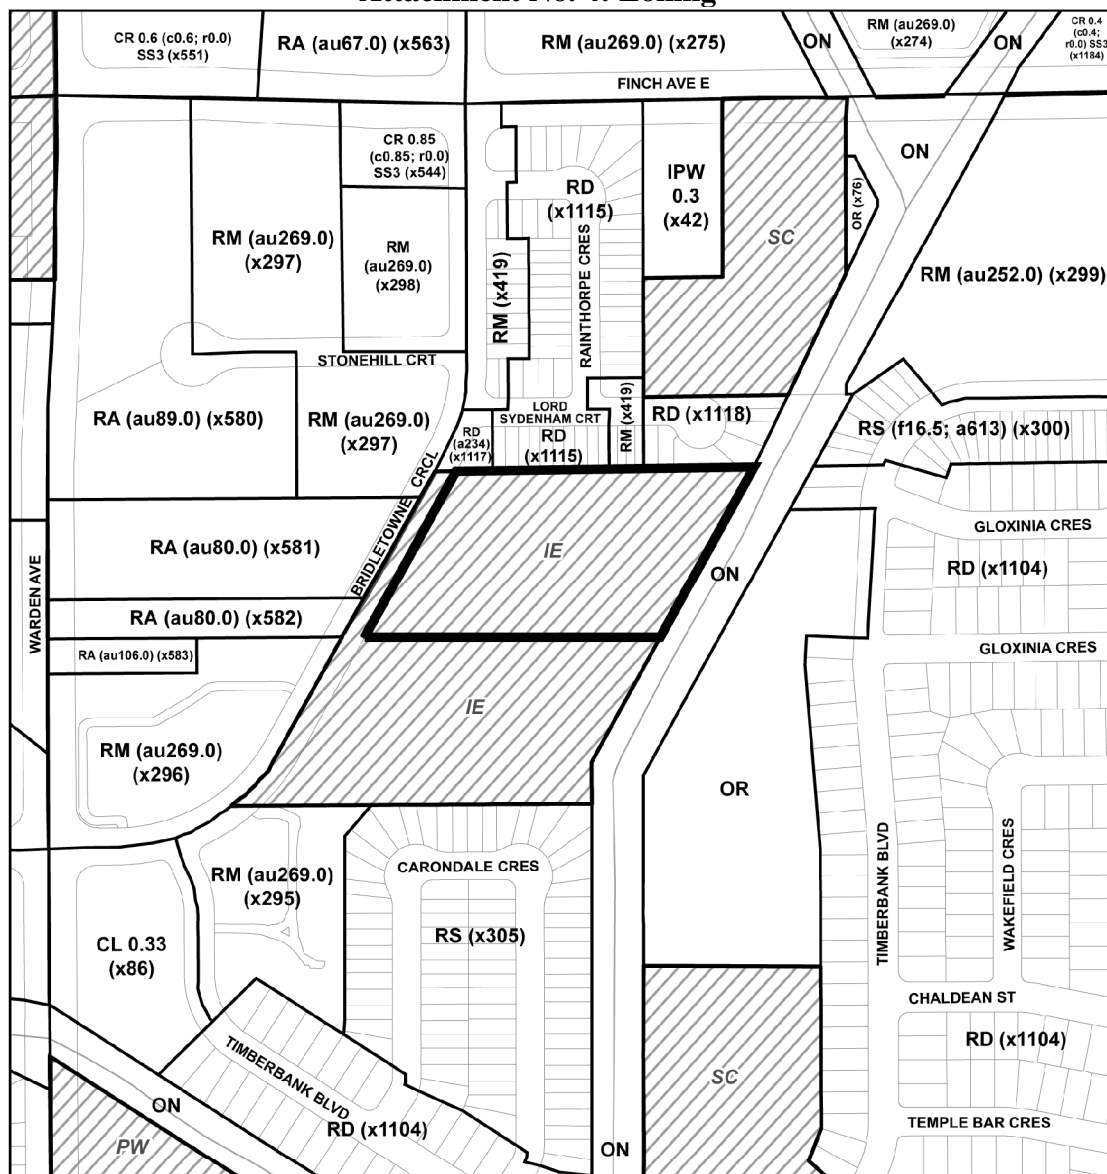 CR 0.6 (c0.6; r0.0)
SS3 (x551)
RA (au67.0) (x563)
RM (au269.0) (x275)
ON
RM (au269.0)
(x274)
ON
CR 0.4
(c0.4;
r0.0) SS3
(x1184)
FINCH AVE E
CR 0.85
(c0.85; r0.0)
SS3 (x544)
RD
(x1115)
IPW
0.3
(x42)
ON
OR (x76)
SC
RM (au269.0)
(x297)
RM
(au269.0)
(x298)
RM (x419)
RAINTHORPE CRES
RM (au252.0) (x299)
STONEHILL CRT
RA (au89.0) (x580)
RM (au269.0)
(x297)
LORD
SYDENHAM CRT
RD
(a234)
(x1117)
RD
(x1115)
RM (x419)
RD (x1118)
RS (f16.5; a613) (x300)
BRIDLETOWNE CRCL
GLOXINIA CRES
RA (au80.0) (x581)
IE
ON
RD (x1104)
WARDEN AVE
RA (au80.0) (x582)
RA (au106.0) (x583)
GLOXINIA CRES
IE
RM (au269.0)
(x296)
OR
CARONDALE CRES
RM (au269.0)
(x295)
TIMBERBANK BLVD
WAKEFIELD CRES
RS (x305)
CL 0.33
(x86)
CHALDEAN ST
TIMBERBANK BLVD
RD (x1104)
SC
ON
RD (x1104)
TEMPLE BAR CRES
PW
ON